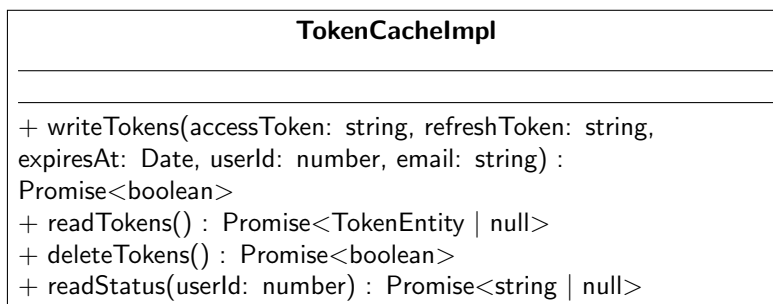 TokenCacheImpl
+ writeTokens(accessToken: string, refreshToken: string,
expiresAt: Date, userId: number, email: string) :
Promise<boolean>
+ readTokens() : Promise<TokenEntity | null>
+ deleteTokens() : Promise<boolean>
+ readStatus(userId: number) : Promise<string | null>